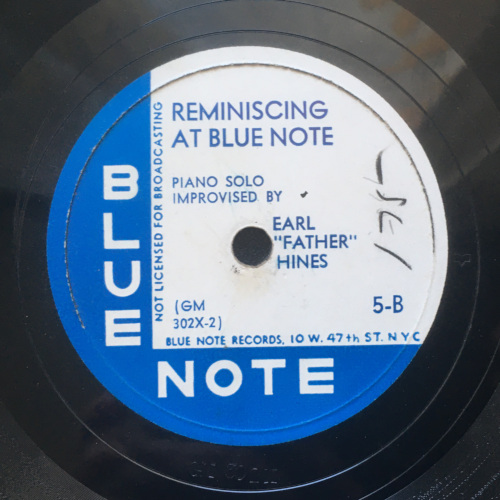 REMINISCING
AT BLUE NOTE
PIANO SOLO
IMPROVISED BY
EARL
"FATHER"
HINES
(GM
302X-2)
5-B
NOT LICENSED FOR BROADCASTING
BLUE NOTE RECORDS, 10 W. 47th ST. NYC
BLUE
NOTE